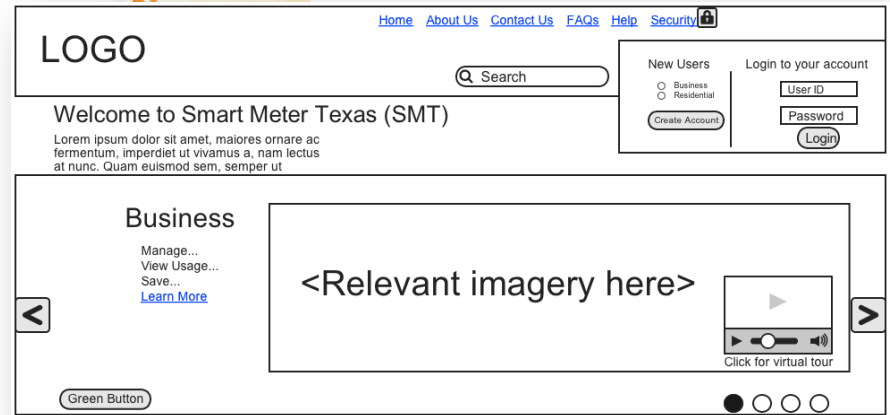 Home About Us Contact Us FAQs Help Security
LOGO
Search
New Users
Business
Residential
Create Account
Login to your account
User ID
Password
Login
Welcome to Smart Meter Texas (SMT)
Lorem ipsum dolor sit amet, maiores ornare ac
fermentum, imperdiet ut vivamus a, nam lectus
at nunc. Quam euismod sem, semper ut
Business
Manage...
View Usage...
Save...
Learn More
<Relevant imagery here>
Click for virtual tour
Green Button